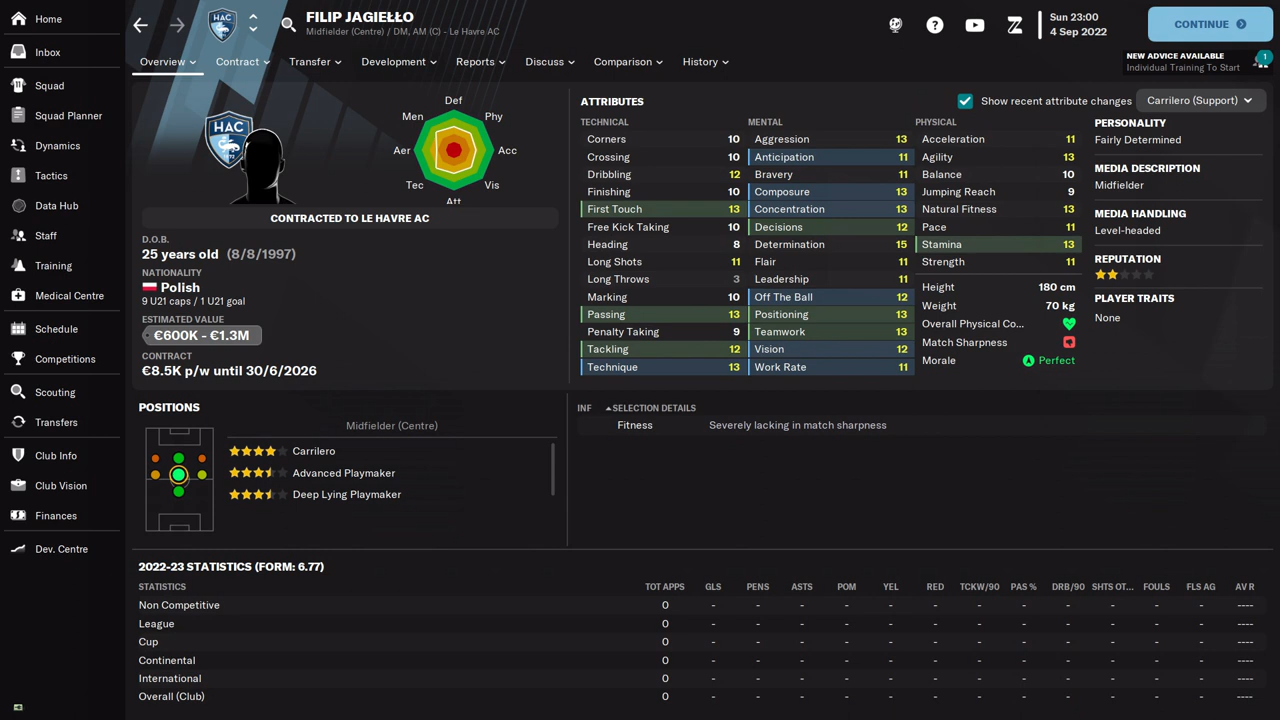 Home
Inbox
Squad
Squad Planner
Dynamics
Tactics
Data Hub
Staff
Training
Medical Centre
Schedule
Competitions
Scouting
Transfers
Club Info
Club Vision
Finances
Dev. Centre
HAC
FILIP JAGIEŁŁO
Midfielder (Centre) / DM, AM (C) - Le Havre AC
Sun 23:00
4 Sep 2022
CONTINUE
Overview Contract Transfer Development Reports Discuss Comparison History
NEW ADVICE AVAILABLE
Individual Training To Start
1
HAC
Def
Phy
Acc
Vis
Att
Tec
Aer
Men
CONTRACTED TO LE HAVRE AC
D.O.B.
25 years old (8/8/1997)
NATIONALITY
Polish
9 U21 caps / 1 U21 goal
ESTIMATED VALUE
€600K - €1.3M
CONTRACT
€8.5K p/w until 30/6/2026
ATTRIBUTES
Show recent attribute changes
Carrilero (Support)
TECHNICAL
Corners 10
Crossing 10
Dribbling 12
Finishing 10
First Touch 13
Free Kick Taking 10
Heading 8
Long Shots 11
Long Throws 3
Marking 10
Passing 13
Penalty Taking 9
Tackling 12
Technique 13
MENTAL
Aggression 13
Anticipation 11
Bravery 11
Composure 13
Concentration 13
Decisions 12
Determination 15
Flair 11
Leadership 11
Off The Ball 12
Positioning 13
Teamwork 13
Vision 12
Work Rate 11
PHYSICAL
Acceleration 11
Agility 13
Balance 10
Jumping Reach 9
Natural Fitness 13
Pace 11
Stamina 13
Strength 11
Height 180 cm
Weight 70 kg
Overall Physical Co...
Match Sharpness
Morale Perfect
PERSONALITY
Fairly Determined
MEDIA DESCRIPTION
Midfielder
MEDIA HANDLING
Level-headed
REPUTATION
PLAYER TRAITS
None
POSITIONS
Midfielder (Centre)
Carrilero
Advanced Playmaker
Deep Lying Playmaker
INF SELECTION DETAILS
Fitness Severely lacking in match sharpness
2022-23 STATISTICS (FORM: 6.77)
STATISTICS TOT APPS GLS PENS ASTS POM YEL RED TCKW/90 PAS % DRB/90 SHTS OT... FOULS FLS AG AV R
Non Competitive 0 - - - - - - - - - - - - ----
League 0 - - - - - - - - - - - - ----
Cup 0 - - - - - - - - - - - - ----
Continental 0 - - - - - - - - - - - - ----
International 0 - - - - - - - - - - - - ----
Overall (Club) 0 - - - - - - - - - - - - ----